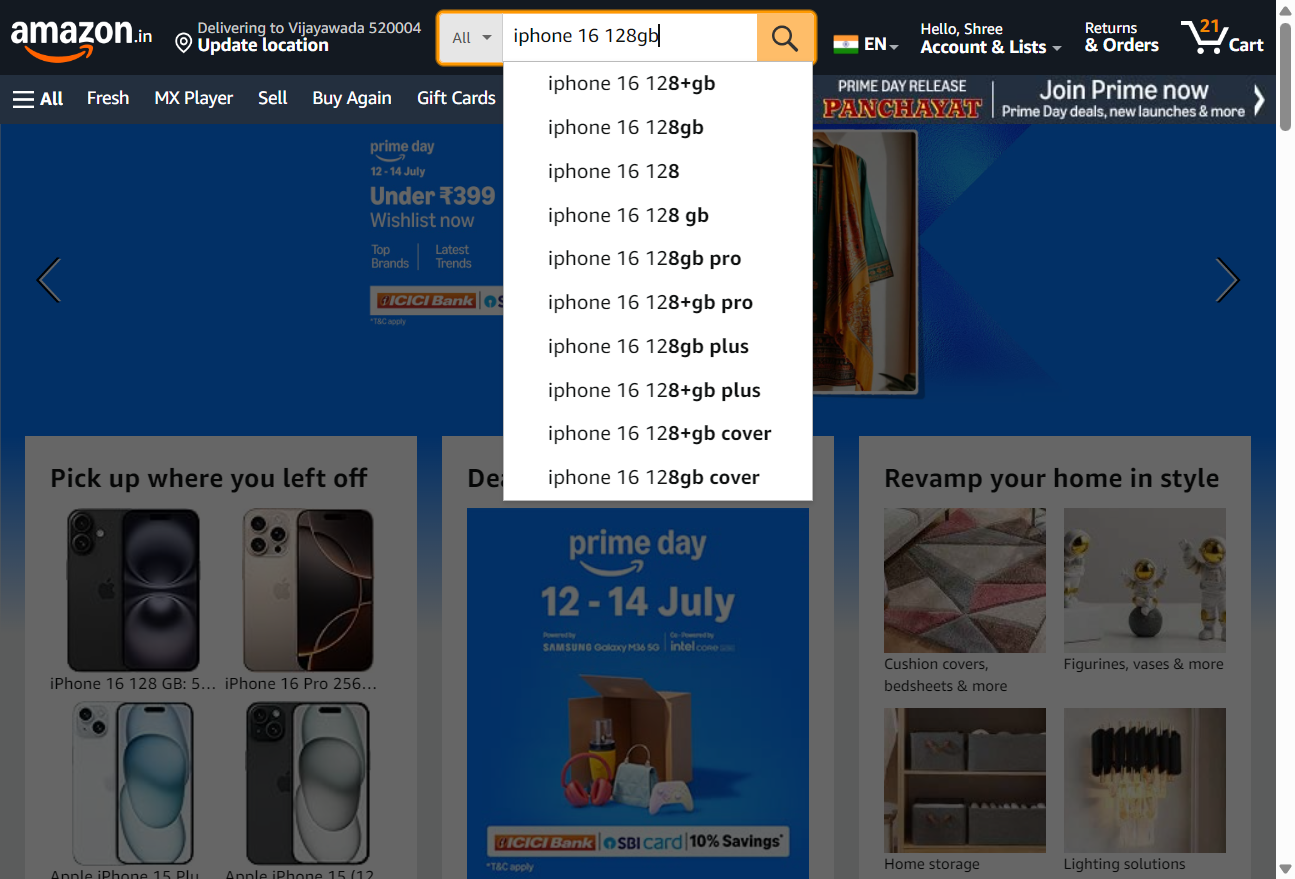 amazon.in
Delivering to Vijayawada 520004
Update location
All
iphone 16 128gb
EN
Hello, Shree
Account & Lists
Returns
& Orders
21
Cart
All
Fresh
MX Player
Sell
Buy Again
Gift Cards
PRIME DAY RELEASE
PANCHAYAT
Join Prime now
Prime Day deals, new launches & more
iphone 16 128+gb
iphone 16 128gb
iphone 16 128
iphone 16 128 gb
iphone 16 128gb pro
iphone 16 128+gb pro
iphone 16 128gb plus
iphone 16 128+gb plus
iphone 16 128+gb cover
iphone 16 128gb cover
prime day
12 - 14 July
Under ₹399
Wishlist now
Top
Brands
Latest
Trends
ICICI Bank
*T&C apply
Pick up where you left off
iPhone 16 128 GB: 5...
iPhone 16 Pro 256...
Apple iPhone 15 Plu
Apple iPhone 15 (12
prime day
12 - 14 July
Powered by
SAMSUNG Galaxy M36 5G
Co-Powered by
intel core
ICICI Bank
SBI card
10% Savings*
*T&C apply
Revamp your home in style
Cushion covers,
bedsheets & more
Figurines, vases & more
Home storage
Lighting solutions